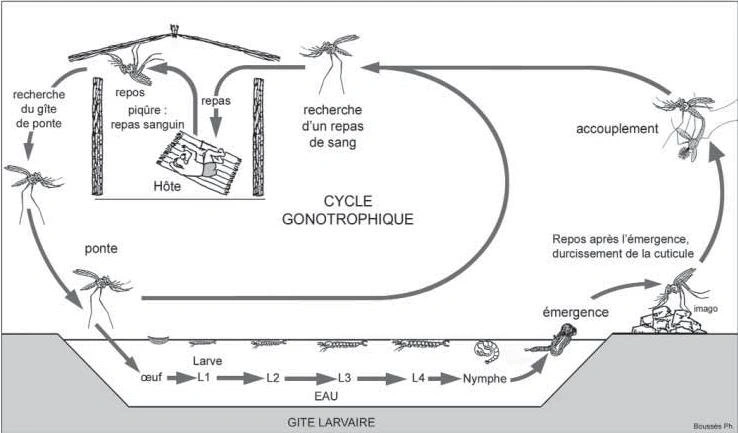 recherche
du gîte
de ponte
repos
piqûre :
repas sanguin
repas
Hôte
recherche
d'un repas
de sang
accouplement
CYCLE
GONOTROPHIQUE
ponte
Repos après l'émergence,
durcissement de la cuticule
imago
émergence
Larve
œuf L1 L2 L3 L4 Nymphe
EAU
GITE LARVAIRE
Boussès Ph.